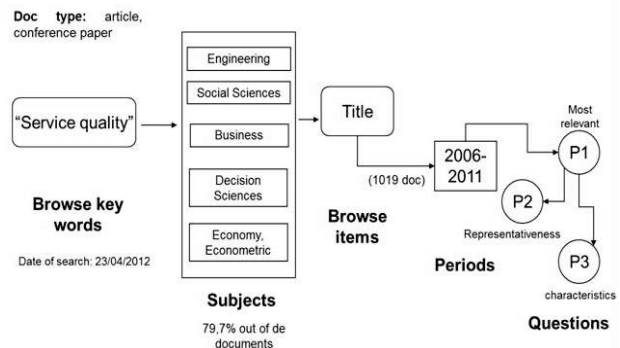 Doc type: article,
conference paper
"Service quality"
Browse key
words
Date of search: 23/04/2012
Engineering
Social Sciences
Business
Decision
Sciences
Economy,
Econometric
Subjects
79,7% out of de
documents
Title
Browse
items
(1019 doc)
2006-
2011
Periods
Most
relevant
P1
P2
Representativeness
P3
characteristics
Questions